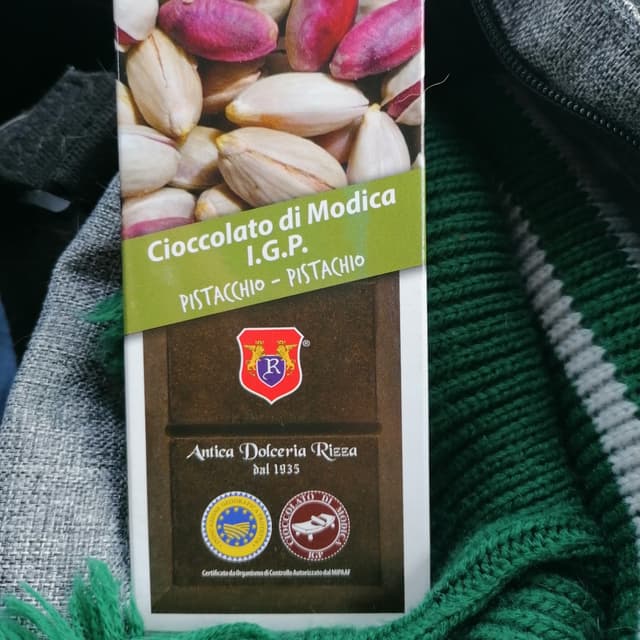 Cioccolato di Modica
I.G.P.
PISTACCHIO - PISTACHIO
R
®
Antica Dolceria Rizza
dal 1935
CIOCCOLATO DI MODICA
IGP
Certificato da Organismo di Controllo Autorizzato dal MIPAAF